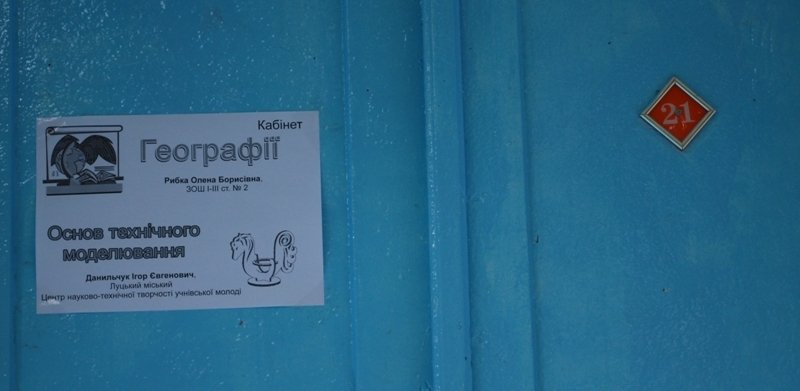 Кабінет
Географії
Рибка Олена Борисівна.
ЗОШ І-ІІІ ст. № 2
Основ технічного
моделювання
Данильчук Ігор Євгенович.
Луцький міський
Центр науково-технічної творчості учнівської молоді
21